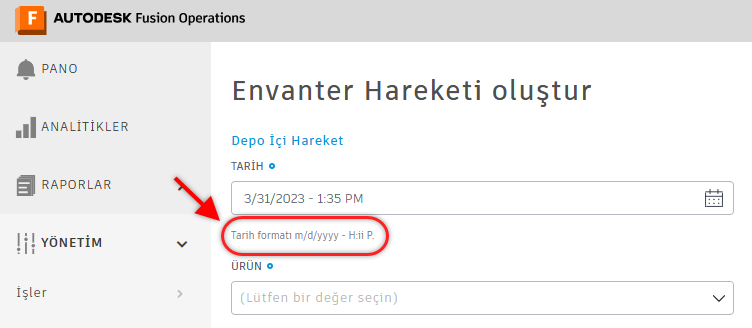 F AUTODESK Fusion Operations
PANO
ANALİTİKLER
RAPORLAR
YÖNETİM
İşler
Envanter Hareketi oluştur
Depo İçi Hareket
TARİH
3/31/2023 - 1:35 PM
Tarih formatı m/d/yyyy - H:ii P.
ÜRÜN
(Lütfen bir değer seçin)